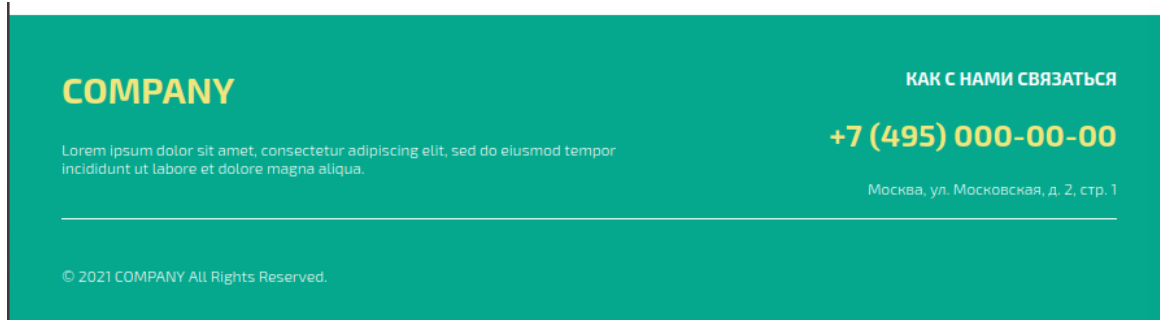 COMPANY
Lorem ipsum dolor sit amet, consectetur adipiscing elit, sed do eiusmod tempor
incididunt ut labore et dolore magna aliqua.
КАК С НАМИ СВЯЗАТЬСЯ
+7 (495) 000-00-00
Москва, ул. Московская, д. 2, стр. 1
© 2021 COMPANY All Rights Reserved.